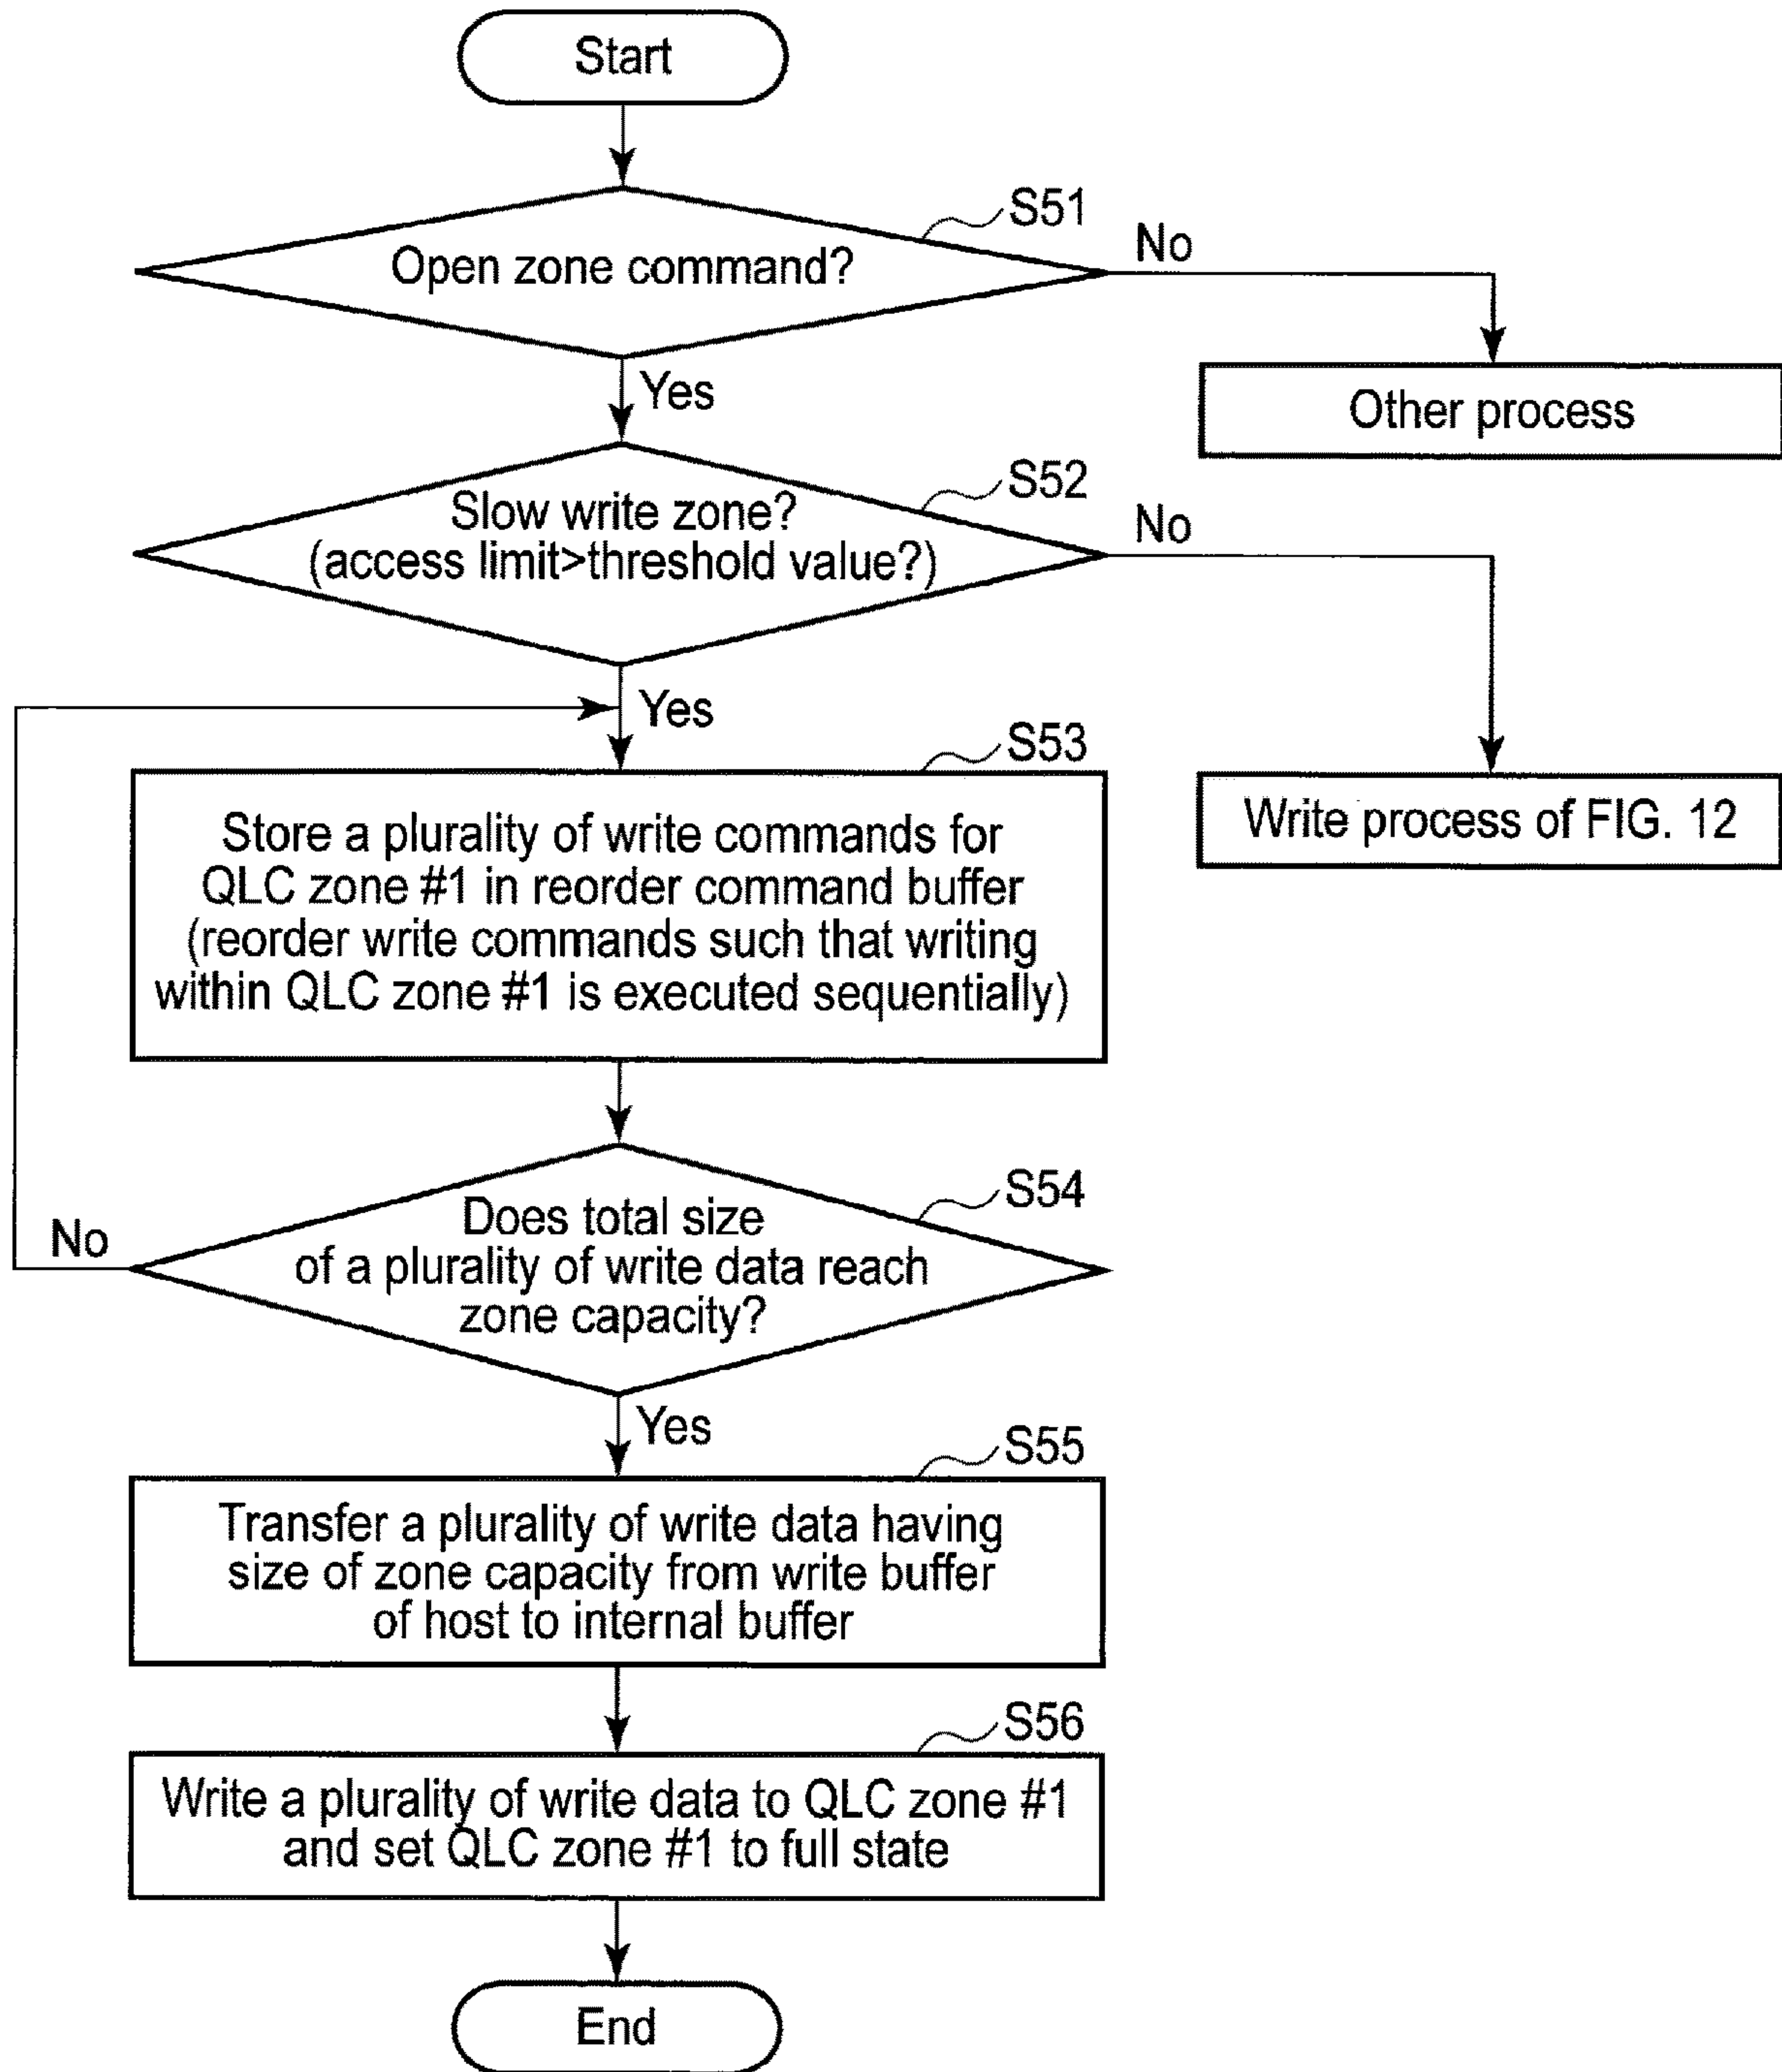 Start
S51
Open zone command?
No
Yes
Other process
S52
Slow write zone?
(access limit>threshold value?)
No
Yes
S53
Store a plurality of write commands for
QLC zone #1 in reorder command buffer
(reorder write commands such that writing
within QLC zone #1 is executed sequentially)
Write process of FIG. 12
S54
Does total size
of a plurality of write data reach
zone capacity?
No
Yes
S55
Transfer a plurality of write data having
size of zone capacity from write buffer
of host to internal buffer
S56
Write a plurality of write data to QLC zone #1
and set QLC zone #1 to full state
End